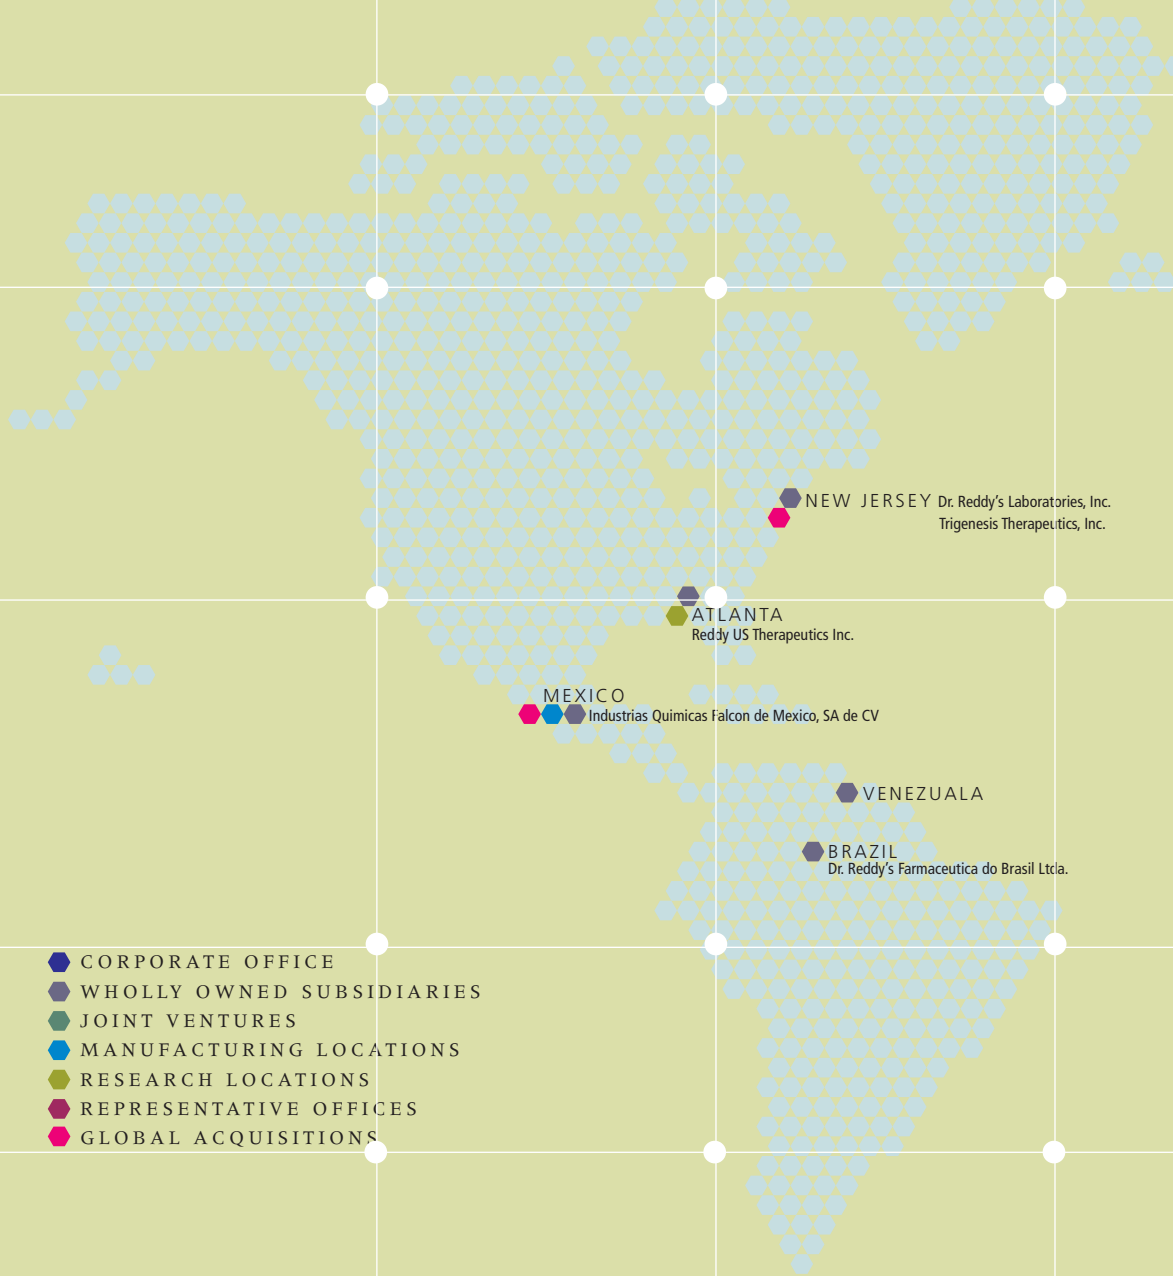 NEW JERSEY Dr. Reddy's Laboratories, Inc.
Trigenesis Therapeutics, Inc.
ATLANTA
Reddy US Therapeutics Inc.
MEXICO
Industrias Quimicas Falcon de Mexico, SA de CV
VENEZUALA
BRAZIL
Dr. Reddy's Farmaceutica do Brasil Ltda.
CORPORATE OFFICE
WHOLLY OWNED SUBSIDIARIES
JOINT VENTURES
MANUFACTURING LOCATIONS
RESEARCH LOCATIONS
REPRESENTATIVE OFFICES
GLOBAL ACQUISITIONS